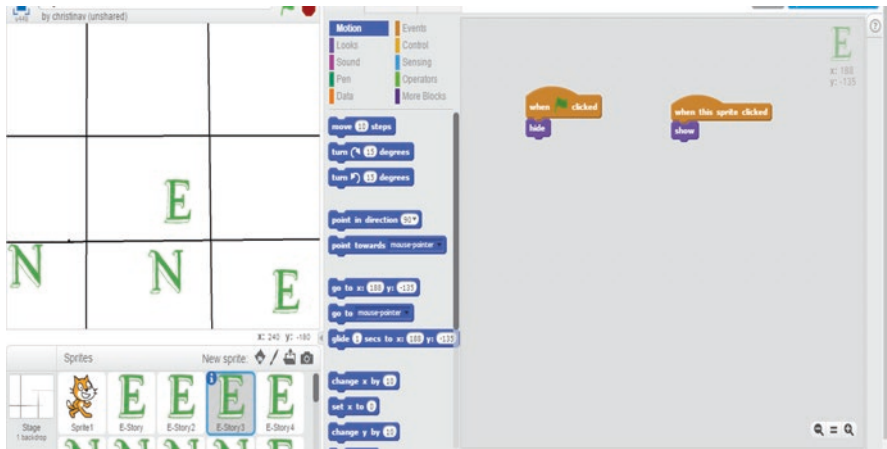 by christinav (unshared)
E
N
N
E
x: 240 y: -180
Sprites
New sprite:
Stage
1 backdrop
Sprite1
E-Story
E-Story2
E-Story3
E-Story4
Motion
Looks
Sound
Pen
Data
Events
Control
Sensing
Operators
More Blocks
move 10 steps
turn 15 degrees
turn 15 degrees
point in direction 90
point towards mouse-pointer
go to x: 188 y: -135
go to mouse-pointer
glide 1 secs to x: 188 y: -135
change x by 10
set x to 0
change y by 10
when clicked
hide
when this sprite clicked
show
E
x: 188
y: -135